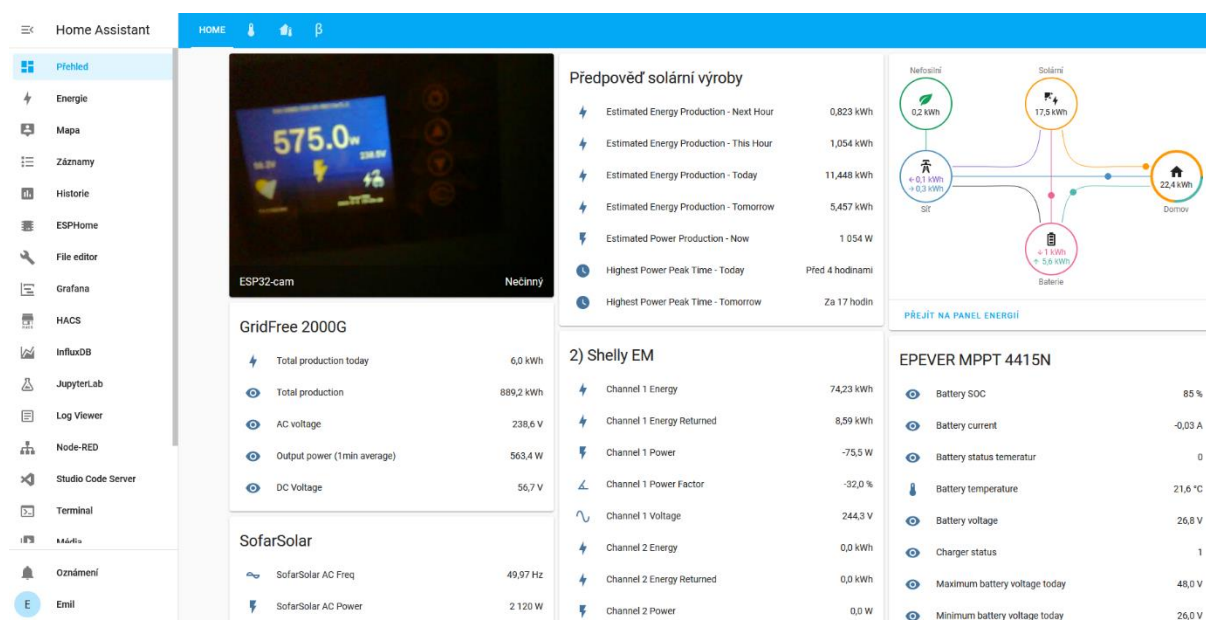 Home Assistant
Přehled
Energie
Mapa
Záznamy
Historie
ESPHome
File editor
Grafana
HACS
InfluxDB
JupyterLab
Log Viewer
Node-RED
Studio Code Server
Terminal
Média
Oznámení
E Emil
HOME β
575.0W
238.5V
ESP32-cam Nečinný
GridFree 2000G
Total production today 6,0 kWh
Total production 889,2 kWh
AC voltage 238,6 V
Output power (1min average) 563,4 W
DC Voltage 56,7 V
SofarSolar
SofarSolar AC Freq 49,97 Hz
SofarSolar AC Power 2 120 W
Předpověď solární výroby
Estimated Energy Production - Next Hour 0,823 kWh
Estimated Energy Production - This Hour 1,054 kWh
Estimated Energy Production - Today 11,448 kWh
Estimated Energy Production - Tomorrow 5,457 kWh
Estimated Power Production - Now 1 054 W
Highest Power Peak Time - Today Před 4 hodinami
Highest Power Peak Time - Tomorrow Za 17 hodin
2) Shelly EM
Channel 1 Energy 74,23 kWh
Channel 1 Energy Returned 8,59 kWh
Channel 1 Power -75,5 W
Channel 1 Power Factor -32,0 %
Channel 1 Voltage 244,3 V
Channel 2 Energy 0,0 kWh
Channel 2 Energy Returned 0,0 kWh
Channel 2 Power 0,0 W
Nefosilní Solární
0,2 kWh 17,5 kWh
← 0,1 kWh
→ 0,3 kWh
Síť
22,4 kWh
Domov
↓ 1 kWh
↑ 5,6 kWh
Baterie
PŘEJÍT NA PANEL ENERGIÍ
EPEVER MPPT 4415N
Battery SOC 85 %
Battery current -0,03 A
Battery status temeratur 0
Battery temperature 21,6 °C
Battery voltage 26,8 V
Charger status 1
Maximum battery voltage today 48,0 V
Minimum battery voltage today 26,0 V